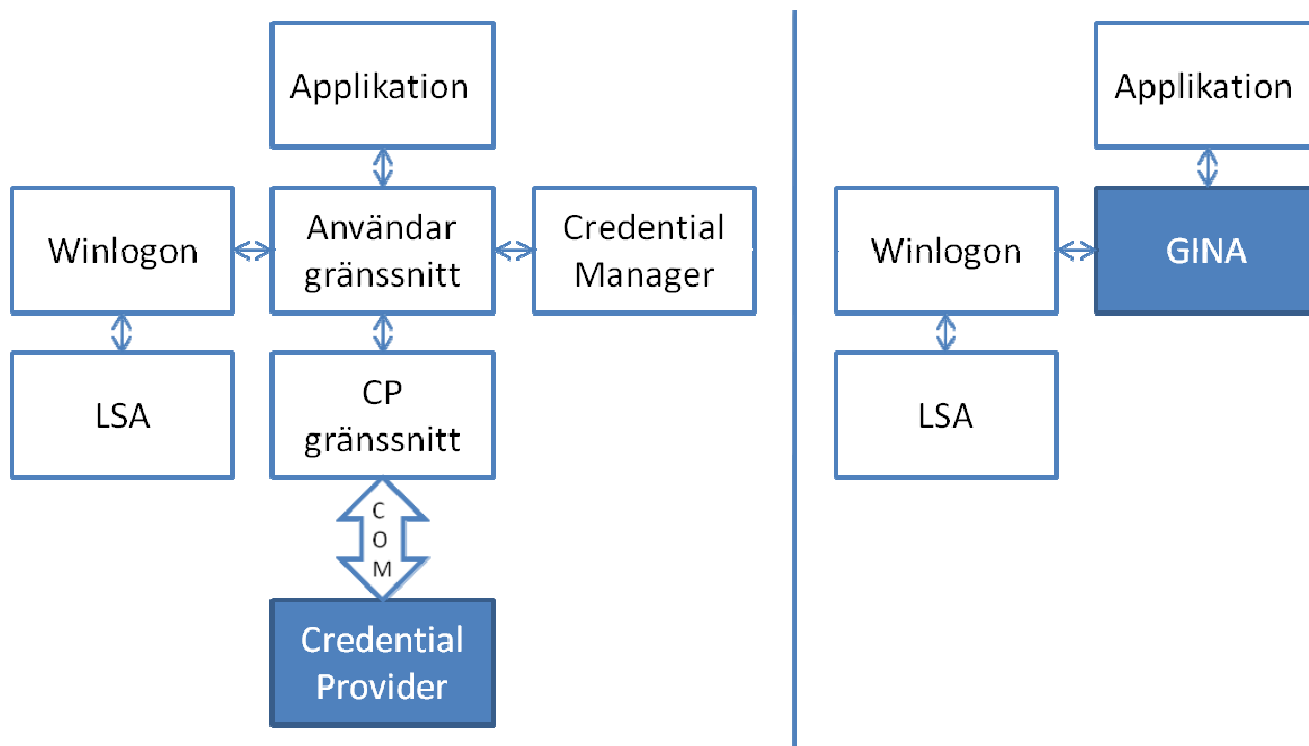 Applikation
Winlogon
Användar
gränssnitt
Credential
Manager
LSA
CP
gränssnitt
C
O
M
Credential
Provider
Applikation
Winlogon
GINA
LSA